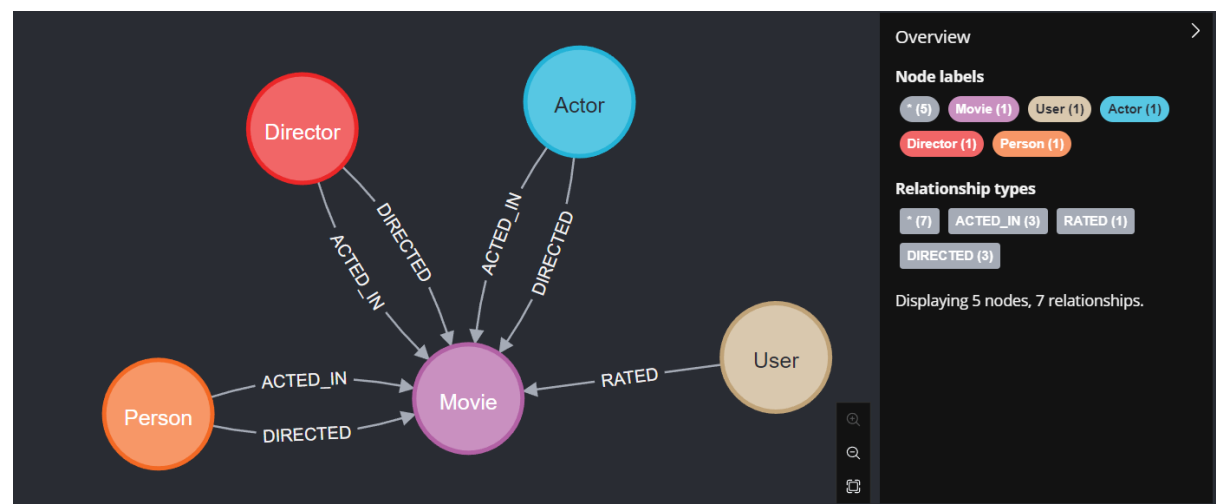 Director
Actor
DIRECTED
ACTED_IN
ACTED_IN
DIRECTED
Person
ACTED_IN
DIRECTED
Movie
RATED
User
Overview
Node labels
* (5) Movie (1) User (1) Actor (1)
Director (1) Person (1)
Relationship types
* (7) ACTED_IN (3) RATED (1)
DIRECTED (3)
Displaying 5 nodes, 7 relationships.